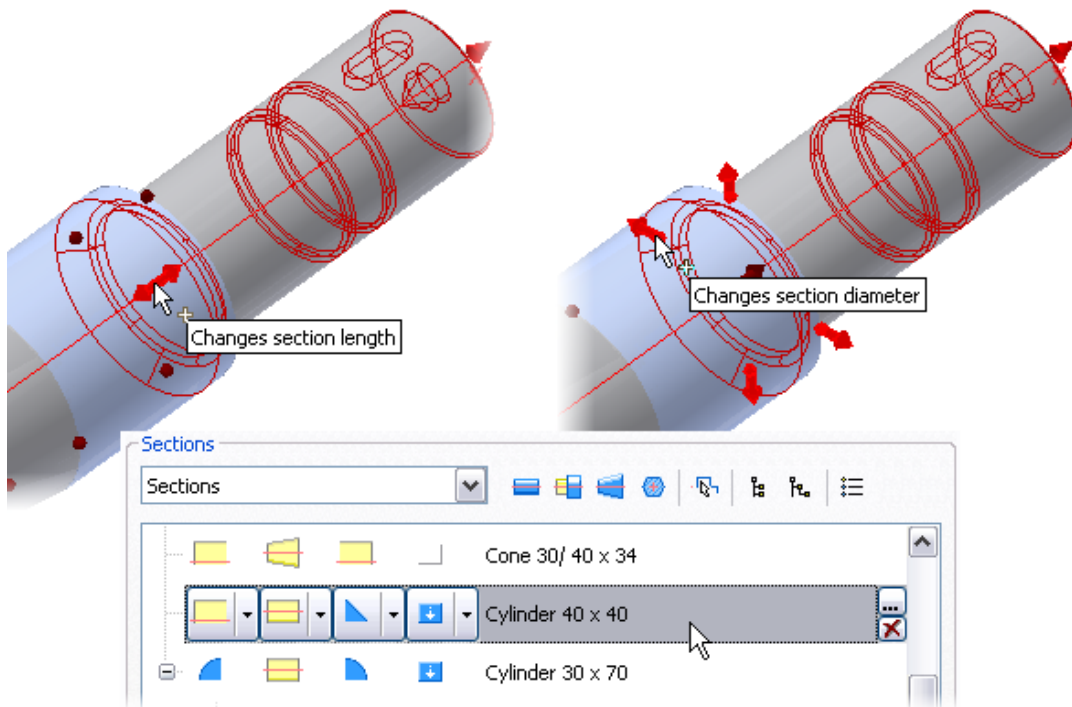 Changes section length
Changes section diameter
Sections
Sections
Cone 30/ 40 x 34
Cylinder 40 x 40
...
Cylinder 30 x 70